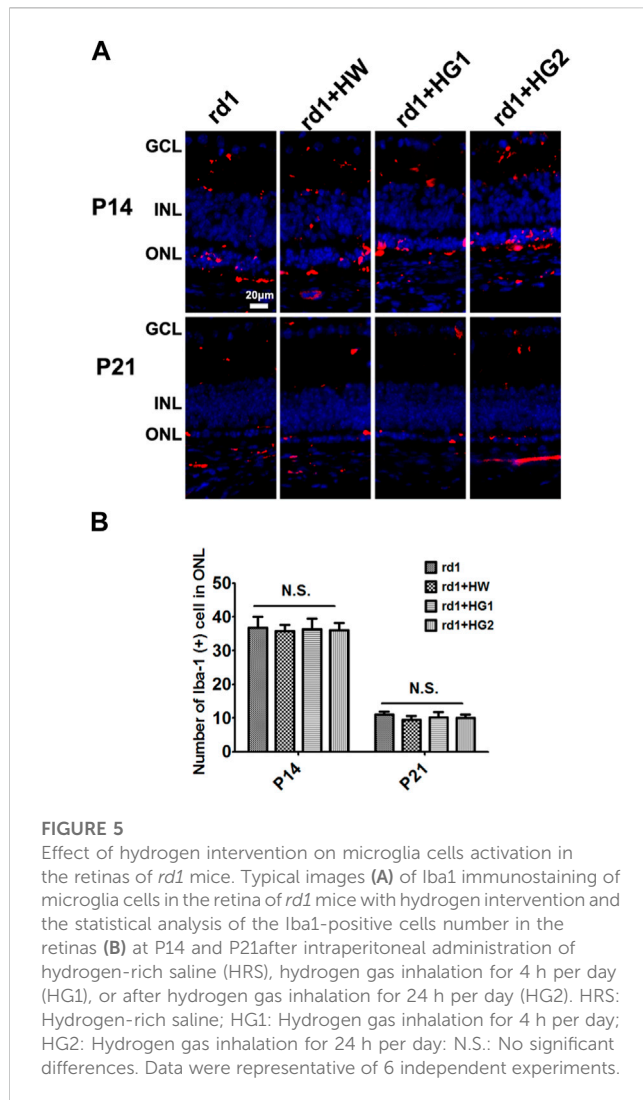 A
rd1 rd1+HW rd1+HG1 rd1+HG2
GCL
P14
INL
ONL
20μm
GCL
P21
INL
ONL
B
Number of Iba-1 (+) cell in ONL
50
40
30
20
10
0
N.S.
N.S.
rd1
rd1+HW
rd1+HG1
rd1+HG2
P14 P21
FIGURE 5
Effect of hydrogen intervention on microglia cells activation in
the retinas of rd1 mice. Typical images (A) of Iba1 immunostaining of
microglia cells in the retina of rd1 mice with hydrogen intervention and
the statistical analysis of the Iba1-positive cells number in the
retinas (B) at P14 and P21after intraperitoneal administration of
hydrogen-rich saline (HRS), hydrogen gas inhalation for 4 h per day
(HG1), or after hydrogen gas inhalation for 24 h per day (HG2). HRS:
Hydrogen-rich saline; HG1: Hydrogen gas inhalation for 4 h per day;
HG2: Hydrogen gas inhalation for 24 h per day: N.S.: No significant
differences. Data were representative of 6 independent experiments.